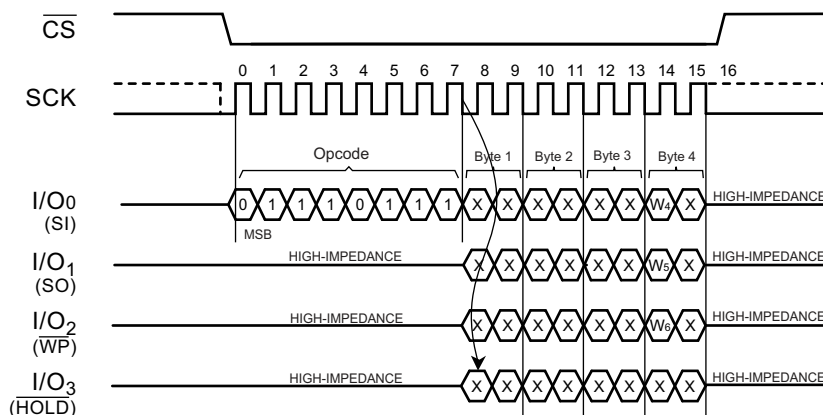 CS
0 1 2 3 4 5 6 7 8 9 10 11 12 13 14 15 16
SCK
Opcode Byte 1 Byte 2 Byte 3 Byte 4
I/O0 0 1 1 1 0 1 1 1 X X X X X X W4 X HIGH-IMPEDANCE
(SI)
MSB
I/O1 HIGH-IMPEDANCE X X X X X X W5 X HIGH-IMPEDANCE
(SO)
I/O2 HIGH-IMPEDANCE X X X X X X W6 X HIGH-IMPEDANCE
(WP)
I/O3 HIGH-IMPEDANCE X X X X X X X X HIGH-IMPEDANCE
(HOLD)